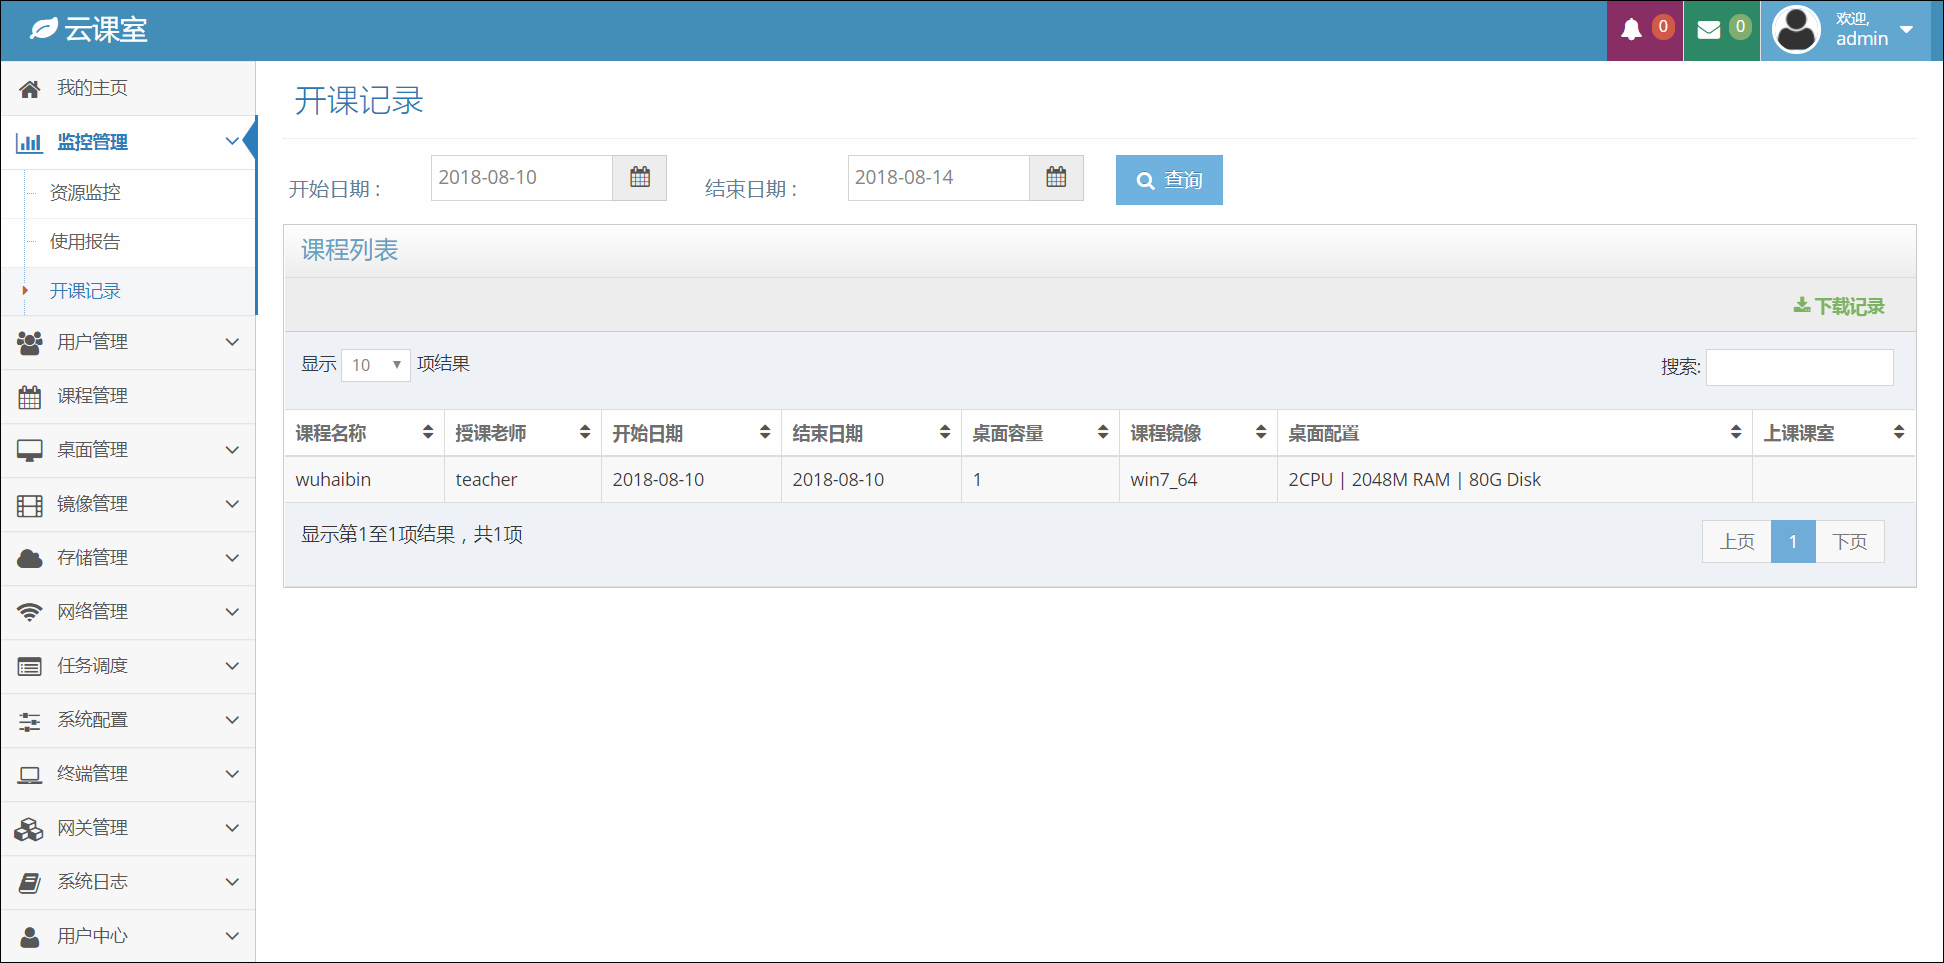 云课室
0
0
欢迎,
admin
我的主页
监控管理
资源监控
使用报告
开课记录
用户管理
课程管理
桌面管理
镜像管理
存储管理
网络管理
任务调度
系统配置
终端管理
网关管理
系统日志
用户中心
开课记录
开始日期：
2018-08-10
结束日期：
2018-08-14
查询
课程列表
下载记录
显示 10 项结果
搜索:
课程名称 授课老师 开始日期 结束日期 桌面容量 课程镜像 桌面配置 上课课室
wuhaibin teacher 2018-08-10 2018-08-10 1 win7_64 2CPU | 2048M RAM | 80G Disk
显示第1至1项结果，共1项
上页 1 下页